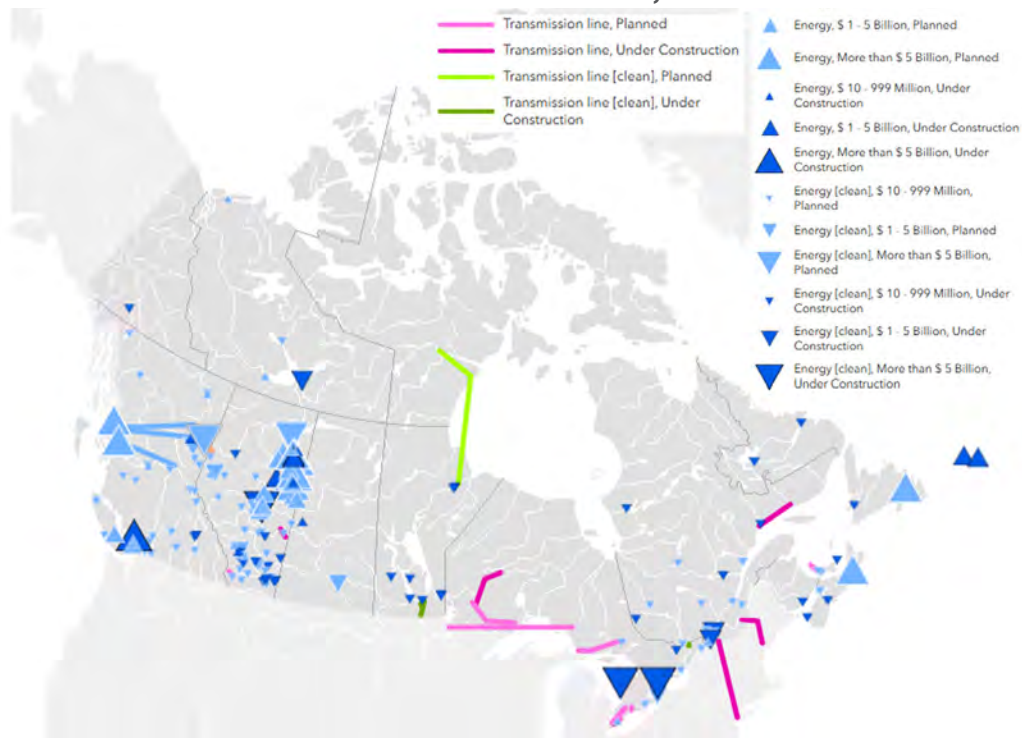 Transmission line, Planned
Transmission line, Under Construction
Transmission line [clean], Planned
Transmission line [clean], Under
Construction
Energy, $ 1 - 5 Billion, Planned
Energy, More than $ 5 Billion, Planned
Energy, $ 10 - 999 Million, Under
Construction
Energy, $ 1 - 5 Billion, Under Construction
Energy, More than $ 5 Billion, Under
Construction
Energy [clean], $ 10 - 999 Million,
Planned
Energy [clean], $ 1 - 5 Billion, Planned
Energy [clean], More than $ 5 Billion,
Planned
Energy [clean], $ 10 - 999 Million, Under
Construction
Energy [clean], $ 1 - 5 Billion, Under
Construction
Energy [clean], More than $ 5 Billion,
Under Construction